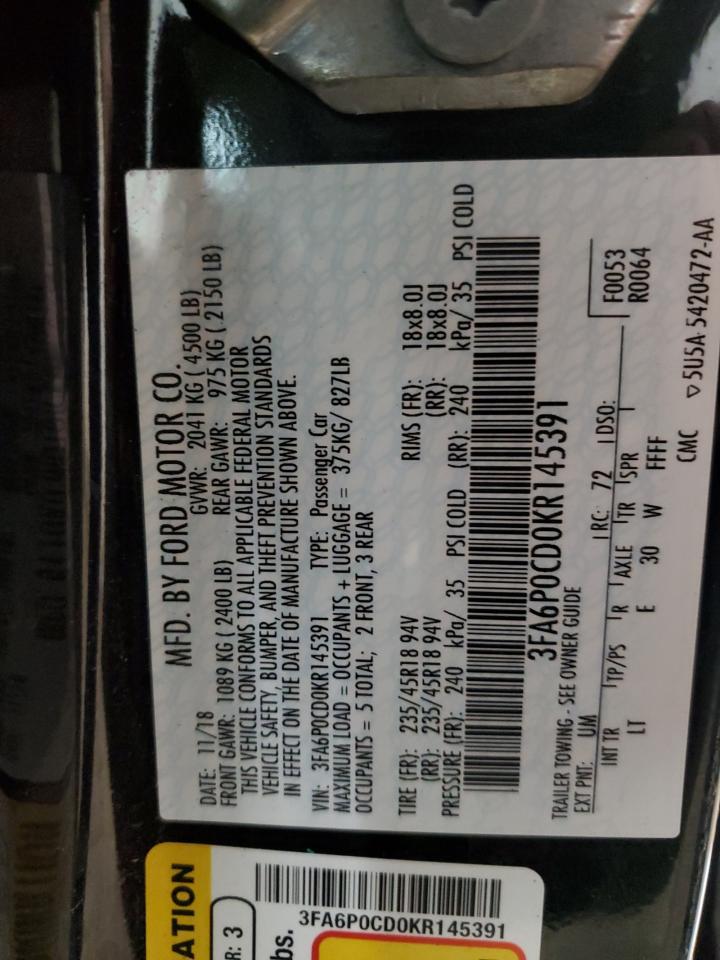 MFD. BY FORD MOTOR CO.
DATE: 11/18 GVWR: 2041 KG ( 4500 LB)
FRONT GAWR: 1089 KG ( 2400 LB) REAR GAWR: 975 KG ( 2150 LB)
THIS VEHICLE CONFORMS TO ALL APPLICABLE FEDERAL MOTOR
VEHICLE SAFETY, BUMPER, AND THEFT PREVENTION STANDARDS
IN EFFECT ON THE DATE OF MANUFACTURE SHOWN ABOVE.
VIN: 3FA6P0CD0KR145391 TYPE: Passenger Car
MAXIMUM LOAD = OCCUPANTS + LUGGAGE = 375KG/ 827LB
OCCUPANTS = 5 TOTAL; 2 FRONT, 3 REAR
TIRE (FR): 235/45R18 94V RIMS (FR): 18x8.0J
(RR): 235/45R18 94V (RR): 18x8.0J
PRESSURE (FR): 240 kPa/ 35 PSI COLD (RR): 240 kPa/ 35 PSI COLD
3FA6P0CD0KR145391
TRAILER TOWING - SEE OWNER GUIDE
EXT PNT: UM RC: 72 DSO: F0053
INT TR TP/PS R AXLE TR SPR R0064
LT E 30 W FFFF
CMC ▽ 5U5A 5420472-AA
ATION
R: 3
bs.
3FA6P0CD0KR145391